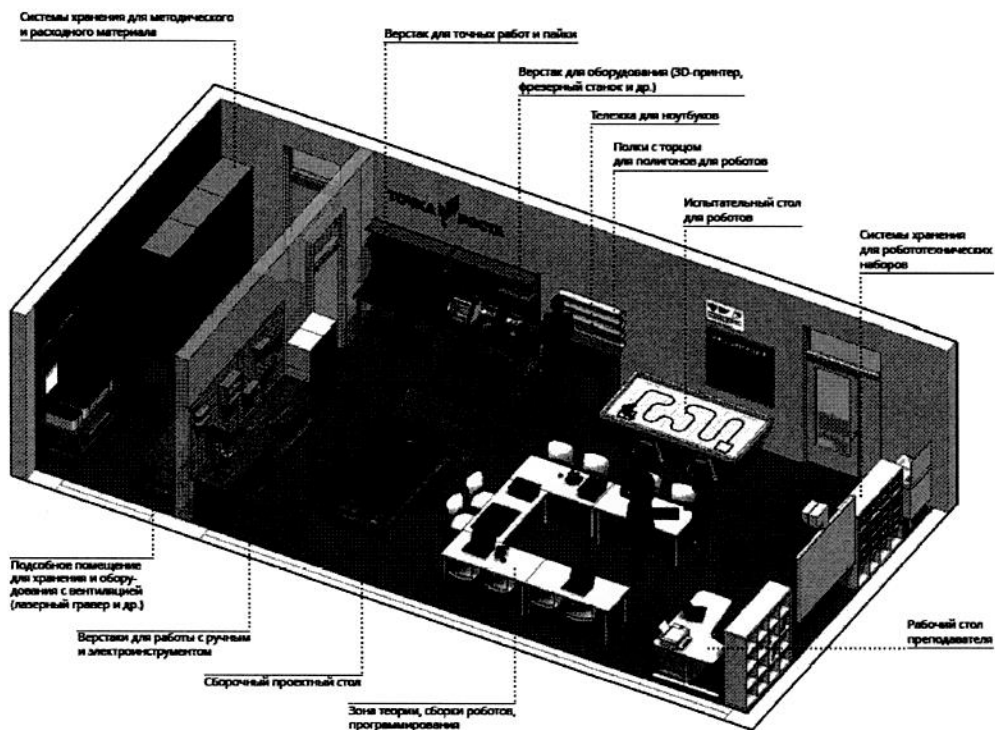 Системы хранения для методического
и расходного материала
Верстак для точных работ и пайки
Верстак для оборудования (3D-принтер,
фрезерный станок и др.)
Тележка для ноутбуков
Полки с торцом
для полигонов для роботов
Испытательный стол
для роботов
Системы хранения
для робототехнических
наборов
ТОЧКА РОСТА
Подсобное помещение
для хранения и обору-
дования с вентиляцией
(лазерный гравер и др.)
Верстаки для работы с ручным
и электроинструментом
Сборочный проектный стол
Зона теории, сборки роботов,
программирования
Рабочий стол
преподавателя